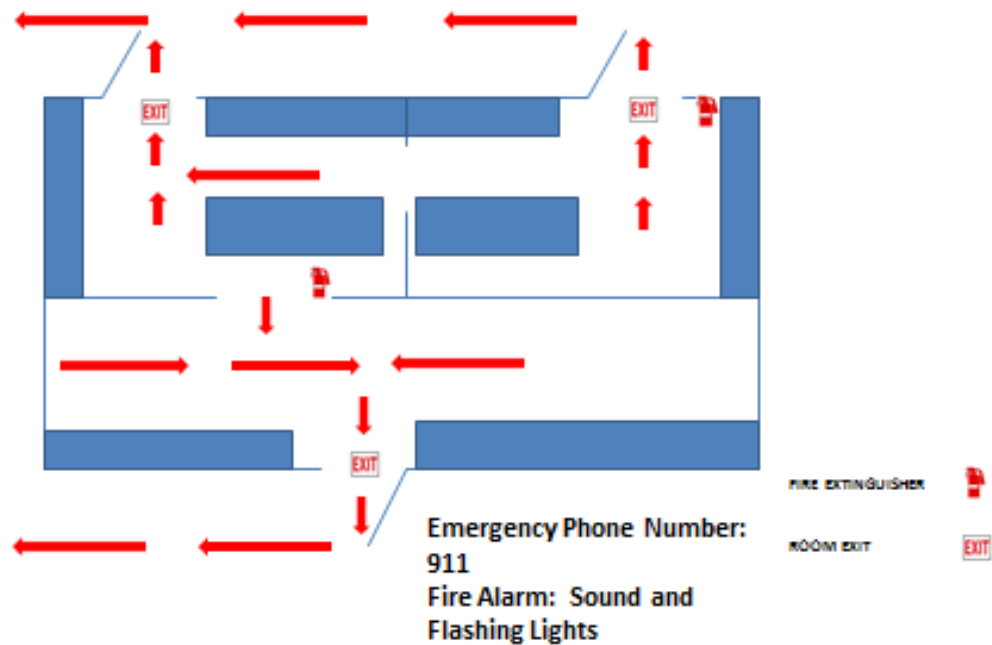 EXIT
EXIT
EXIT
Emergency Phone Number:
911
Fire Alarm: Sound and
Flashing Lights
FIRE EXTINGUISHER
ROOM EXIT
EXIT